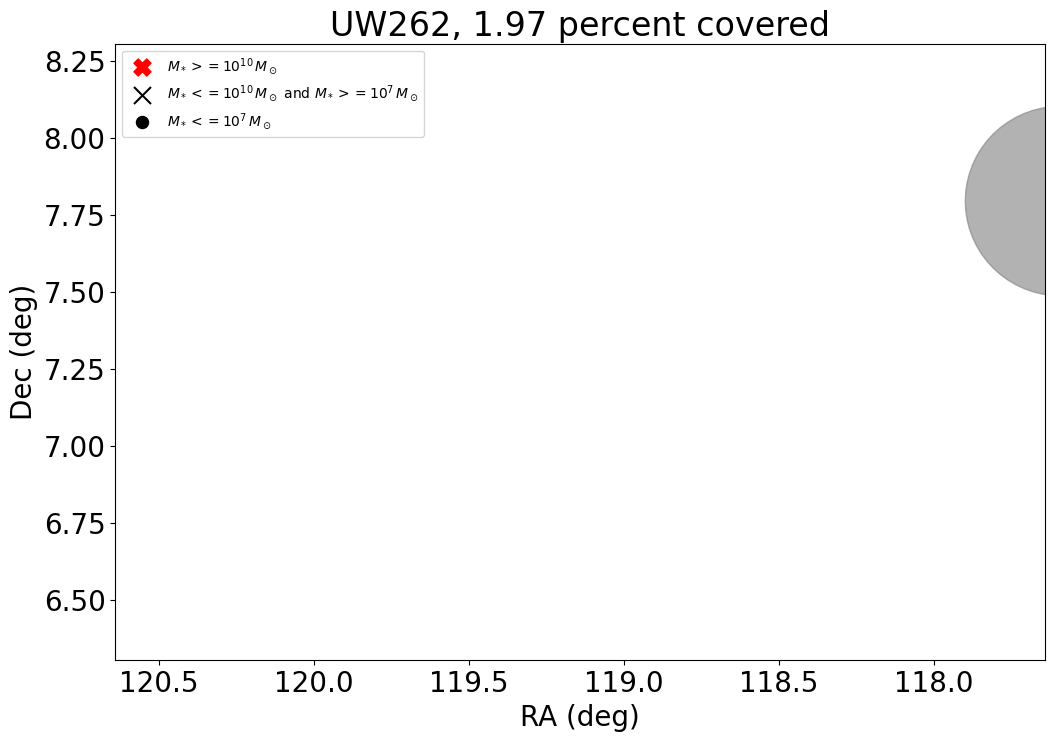 UW262, 1.97 percent covered
M* >= 10^10 M⊙
M* <= 10^10 M⊙ and M* >= 10^7 M⊙
M* <= 10^7 M⊙
8.25
8.00
7.75
7.50
7.25
7.00
6.75
6.50
Dec (deg)
120.5 120.0 119.5 119.0 118.5 118.0
RA (deg)